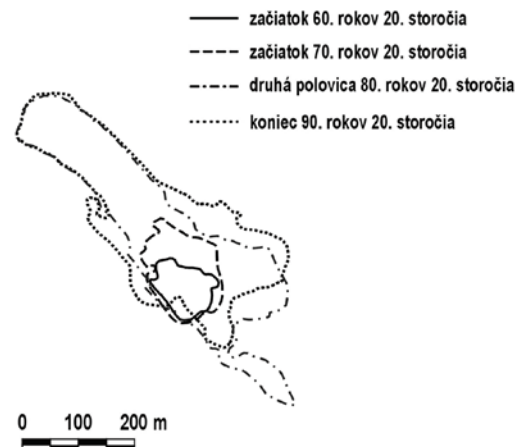 začiatok 60. rokov 20. storočia
začiatok 70. rokov 20. storočia
druhá polovica 80. rokov 20. storočia
koniec 90. rokov 20. storočia
0 100 200 m